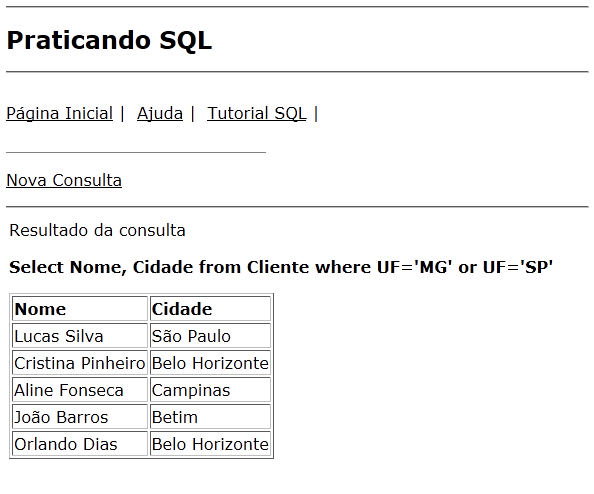 Praticando SQL
Página Inicial | Ajuda | Tutorial SQL |
Nova Consulta
Resultado da consulta
Select Nome, Cidade from Cliente where UF='MG' or UF='SP'
Nome Cidade
Lucas Silva São Paulo
Cristina Pinheiro Belo Horizonte
Aline Fonseca Campinas
João Barros Betim
Orlando Dias Belo Horizonte